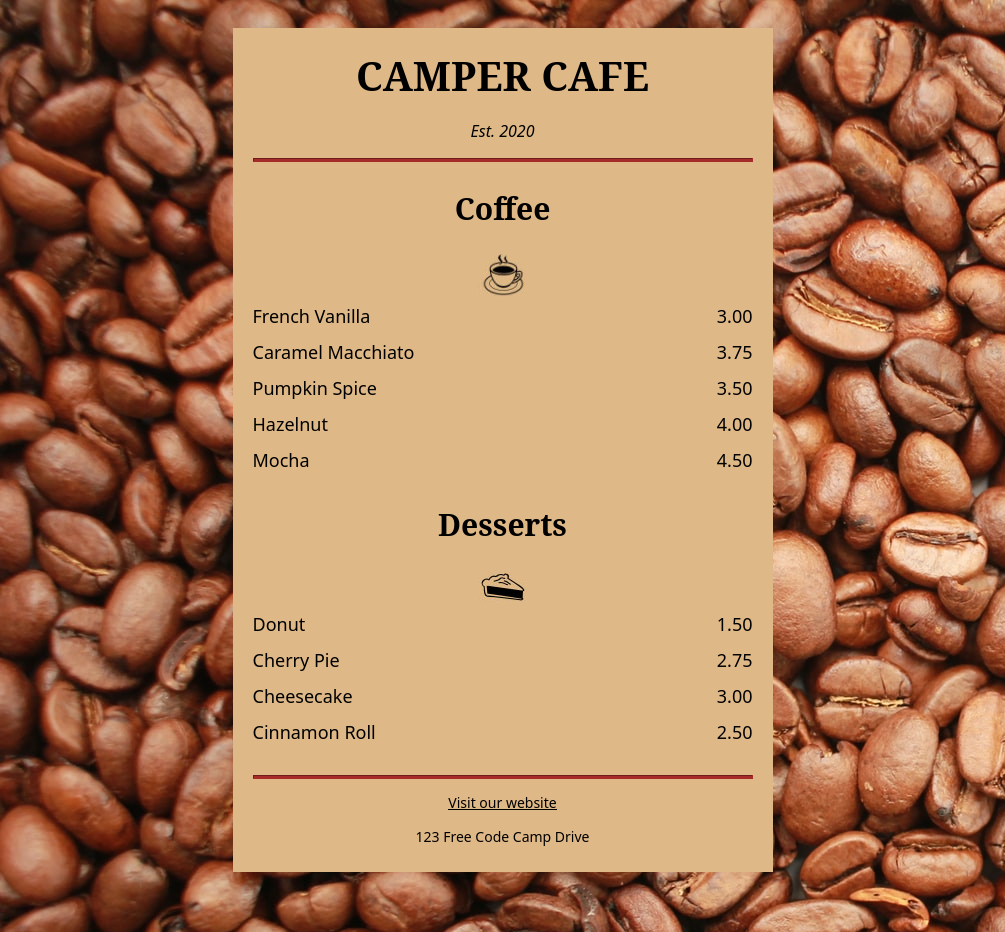 CAMPER CAFE
Est. 2020
Coffee
French Vanilla 3.00
Caramel Macchiato 3.75
Pumpkin Spice 3.50
Hazelnut 4.00
Mocha 4.50
Desserts
Donut 1.50
Cherry Pie 2.75
Cheesecake 3.00
Cinnamon Roll 2.50
Visit our website
123 Free Code Camp Drive